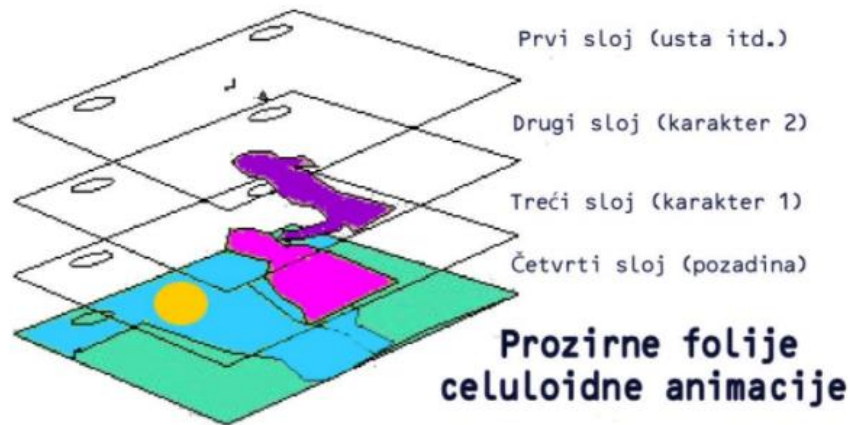 Prvi sloj (usta itd.)
Drugi sloj (karakter 2)
Treći sloj (karakter 1)
Četvrti sloj (pozadina)
Prozirne folije
celuloidne animacije